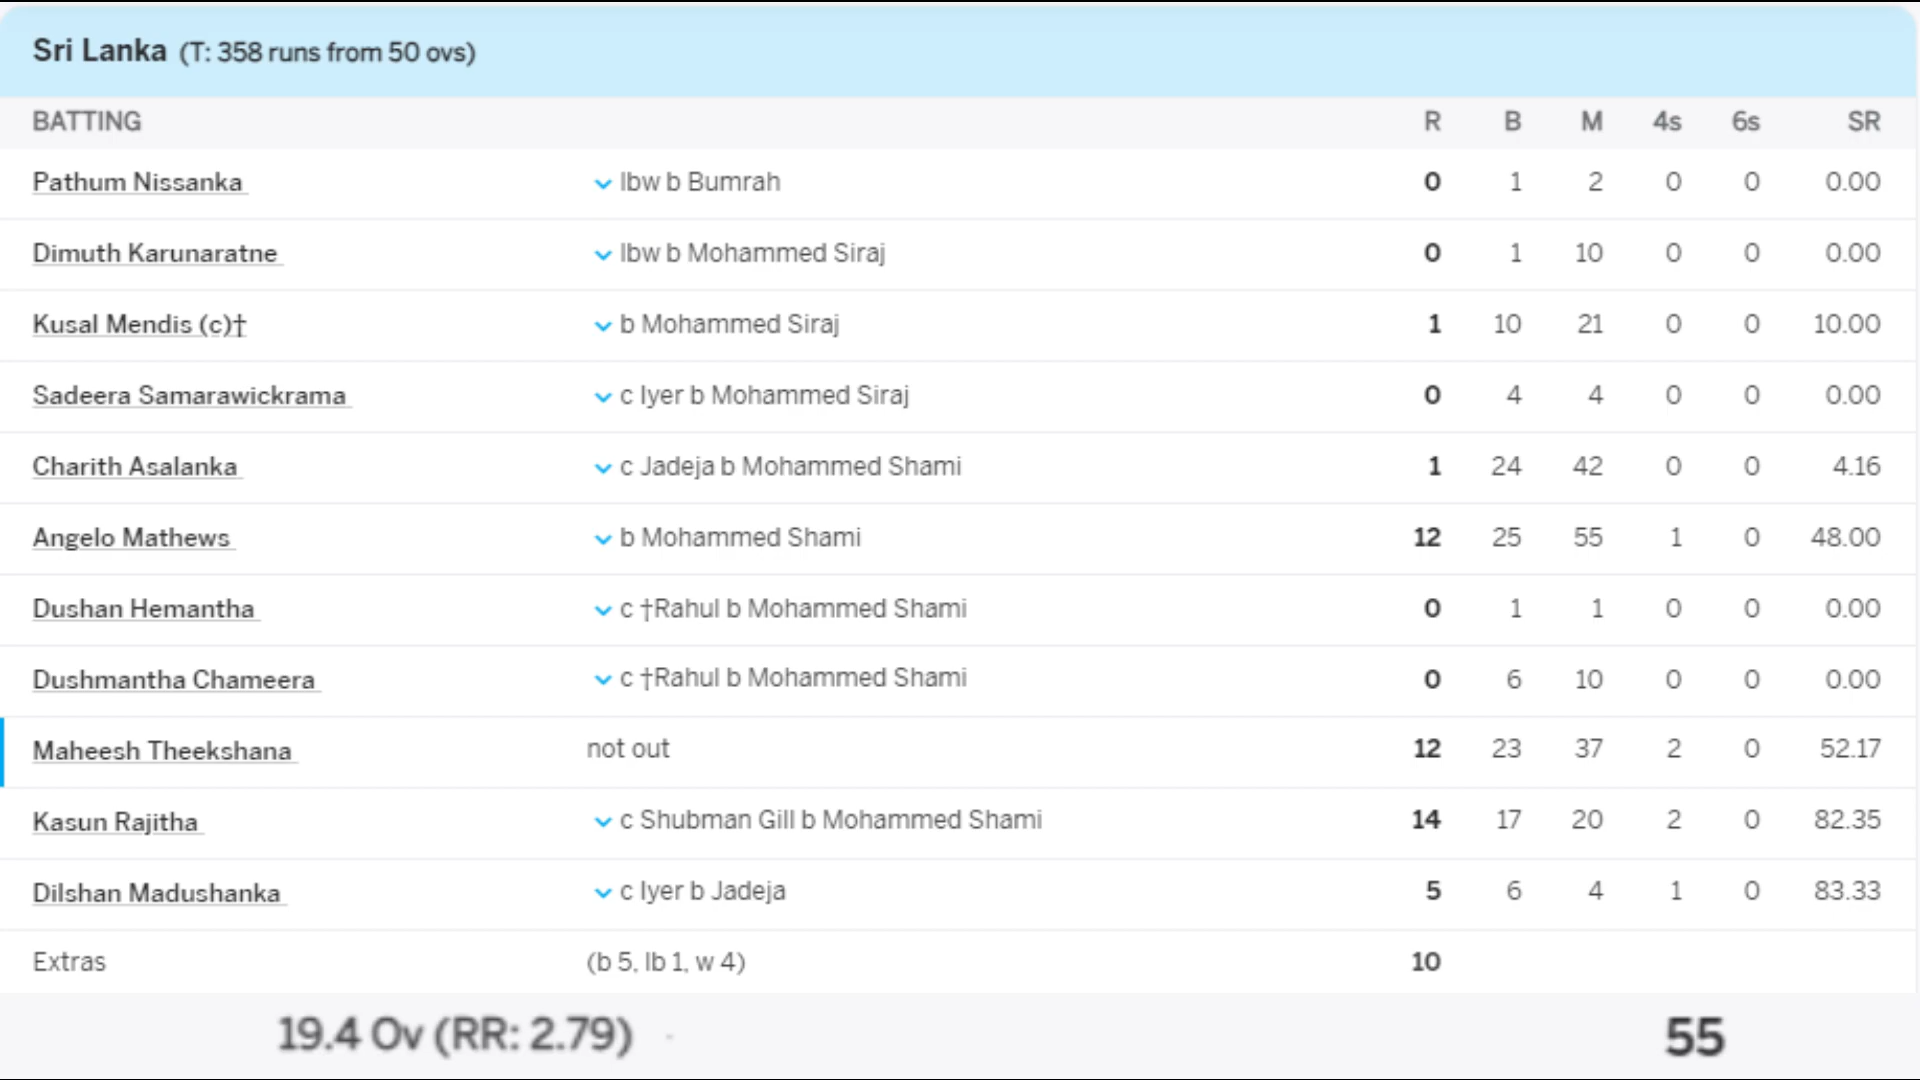 Sri Lanka (T: 358 runs from 50 ovs)
BATTING R B M 4s 6s SR
Pathum Nissanka lbw b Bumrah 0 1 2 0 0 0.00
Dimuth Karunaratne lbw b Mohammed Siraj 0 1 10 0 0 0.00
Kusal Mendis (c)† b Mohammed Siraj 1 10 21 0 0 10.00
Sadeera Samarawickrama c Iyer b Mohammed Siraj 0 4 4 0 0 0.00
Charith Asalanka c Jadeja b Mohammed Shami 1 24 42 0 0 4.16
Angelo Mathews b Mohammed Shami 12 25 55 1 0 48.00
Dushan Hemantha c †Rahul b Mohammed Shami 0 1 1 0 0 0.00
Dushmantha Chameera c †Rahul b Mohammed Shami 0 6 10 0 0 0.00
Maheesh Theekshana not out 12 23 37 2 0 52.17
Kasun Rajitha c Shubman Gill b Mohammed Shami 14 17 20 2 0 82.35
Dilshan Madushanka c Iyer b Jadeja 5 6 4 1 0 83.33
Extras (b 5, lb 1, w 4) 10
19.4 Ov (RR: 2.79) 55